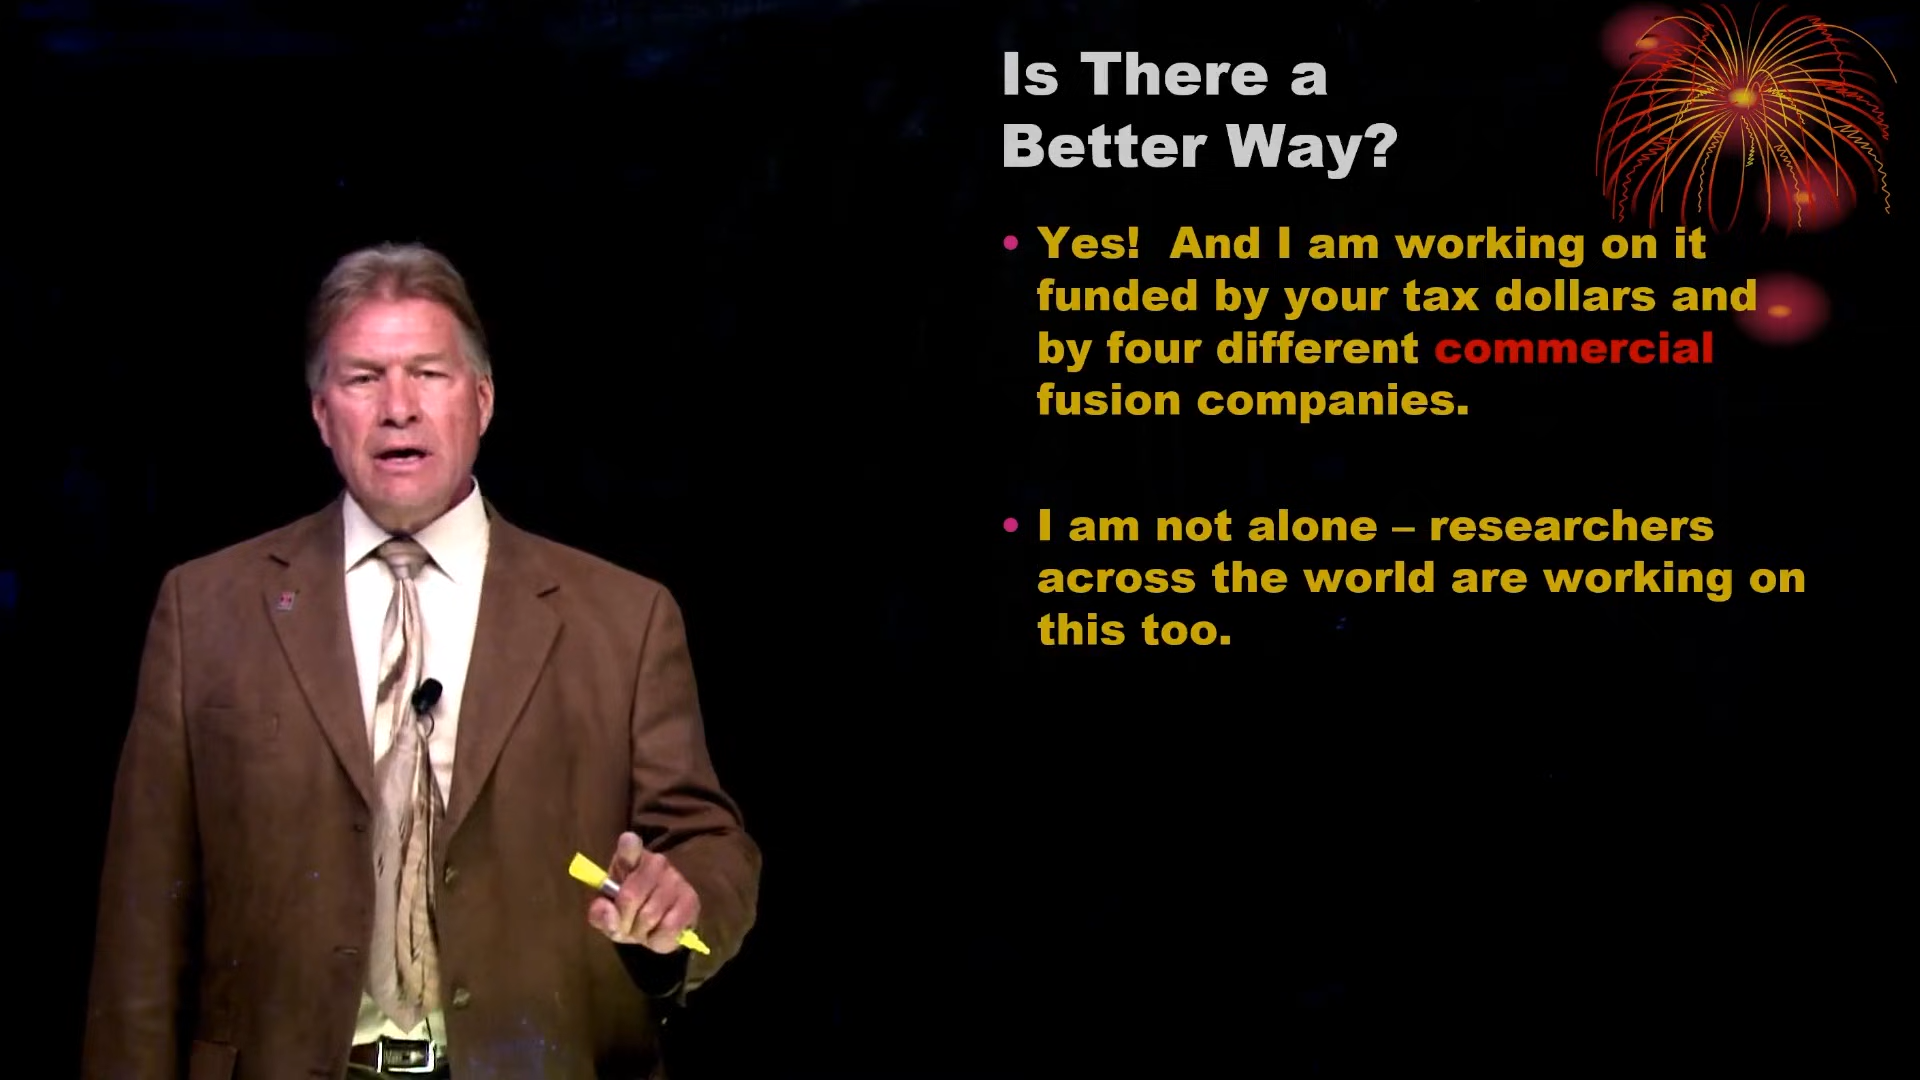 Is There a
Better Way?
• Yes!  And I am working on it
funded by your tax dollars and
by four different commercial
fusion companies.
• I am not alone – researchers
across the world are working on
this too.